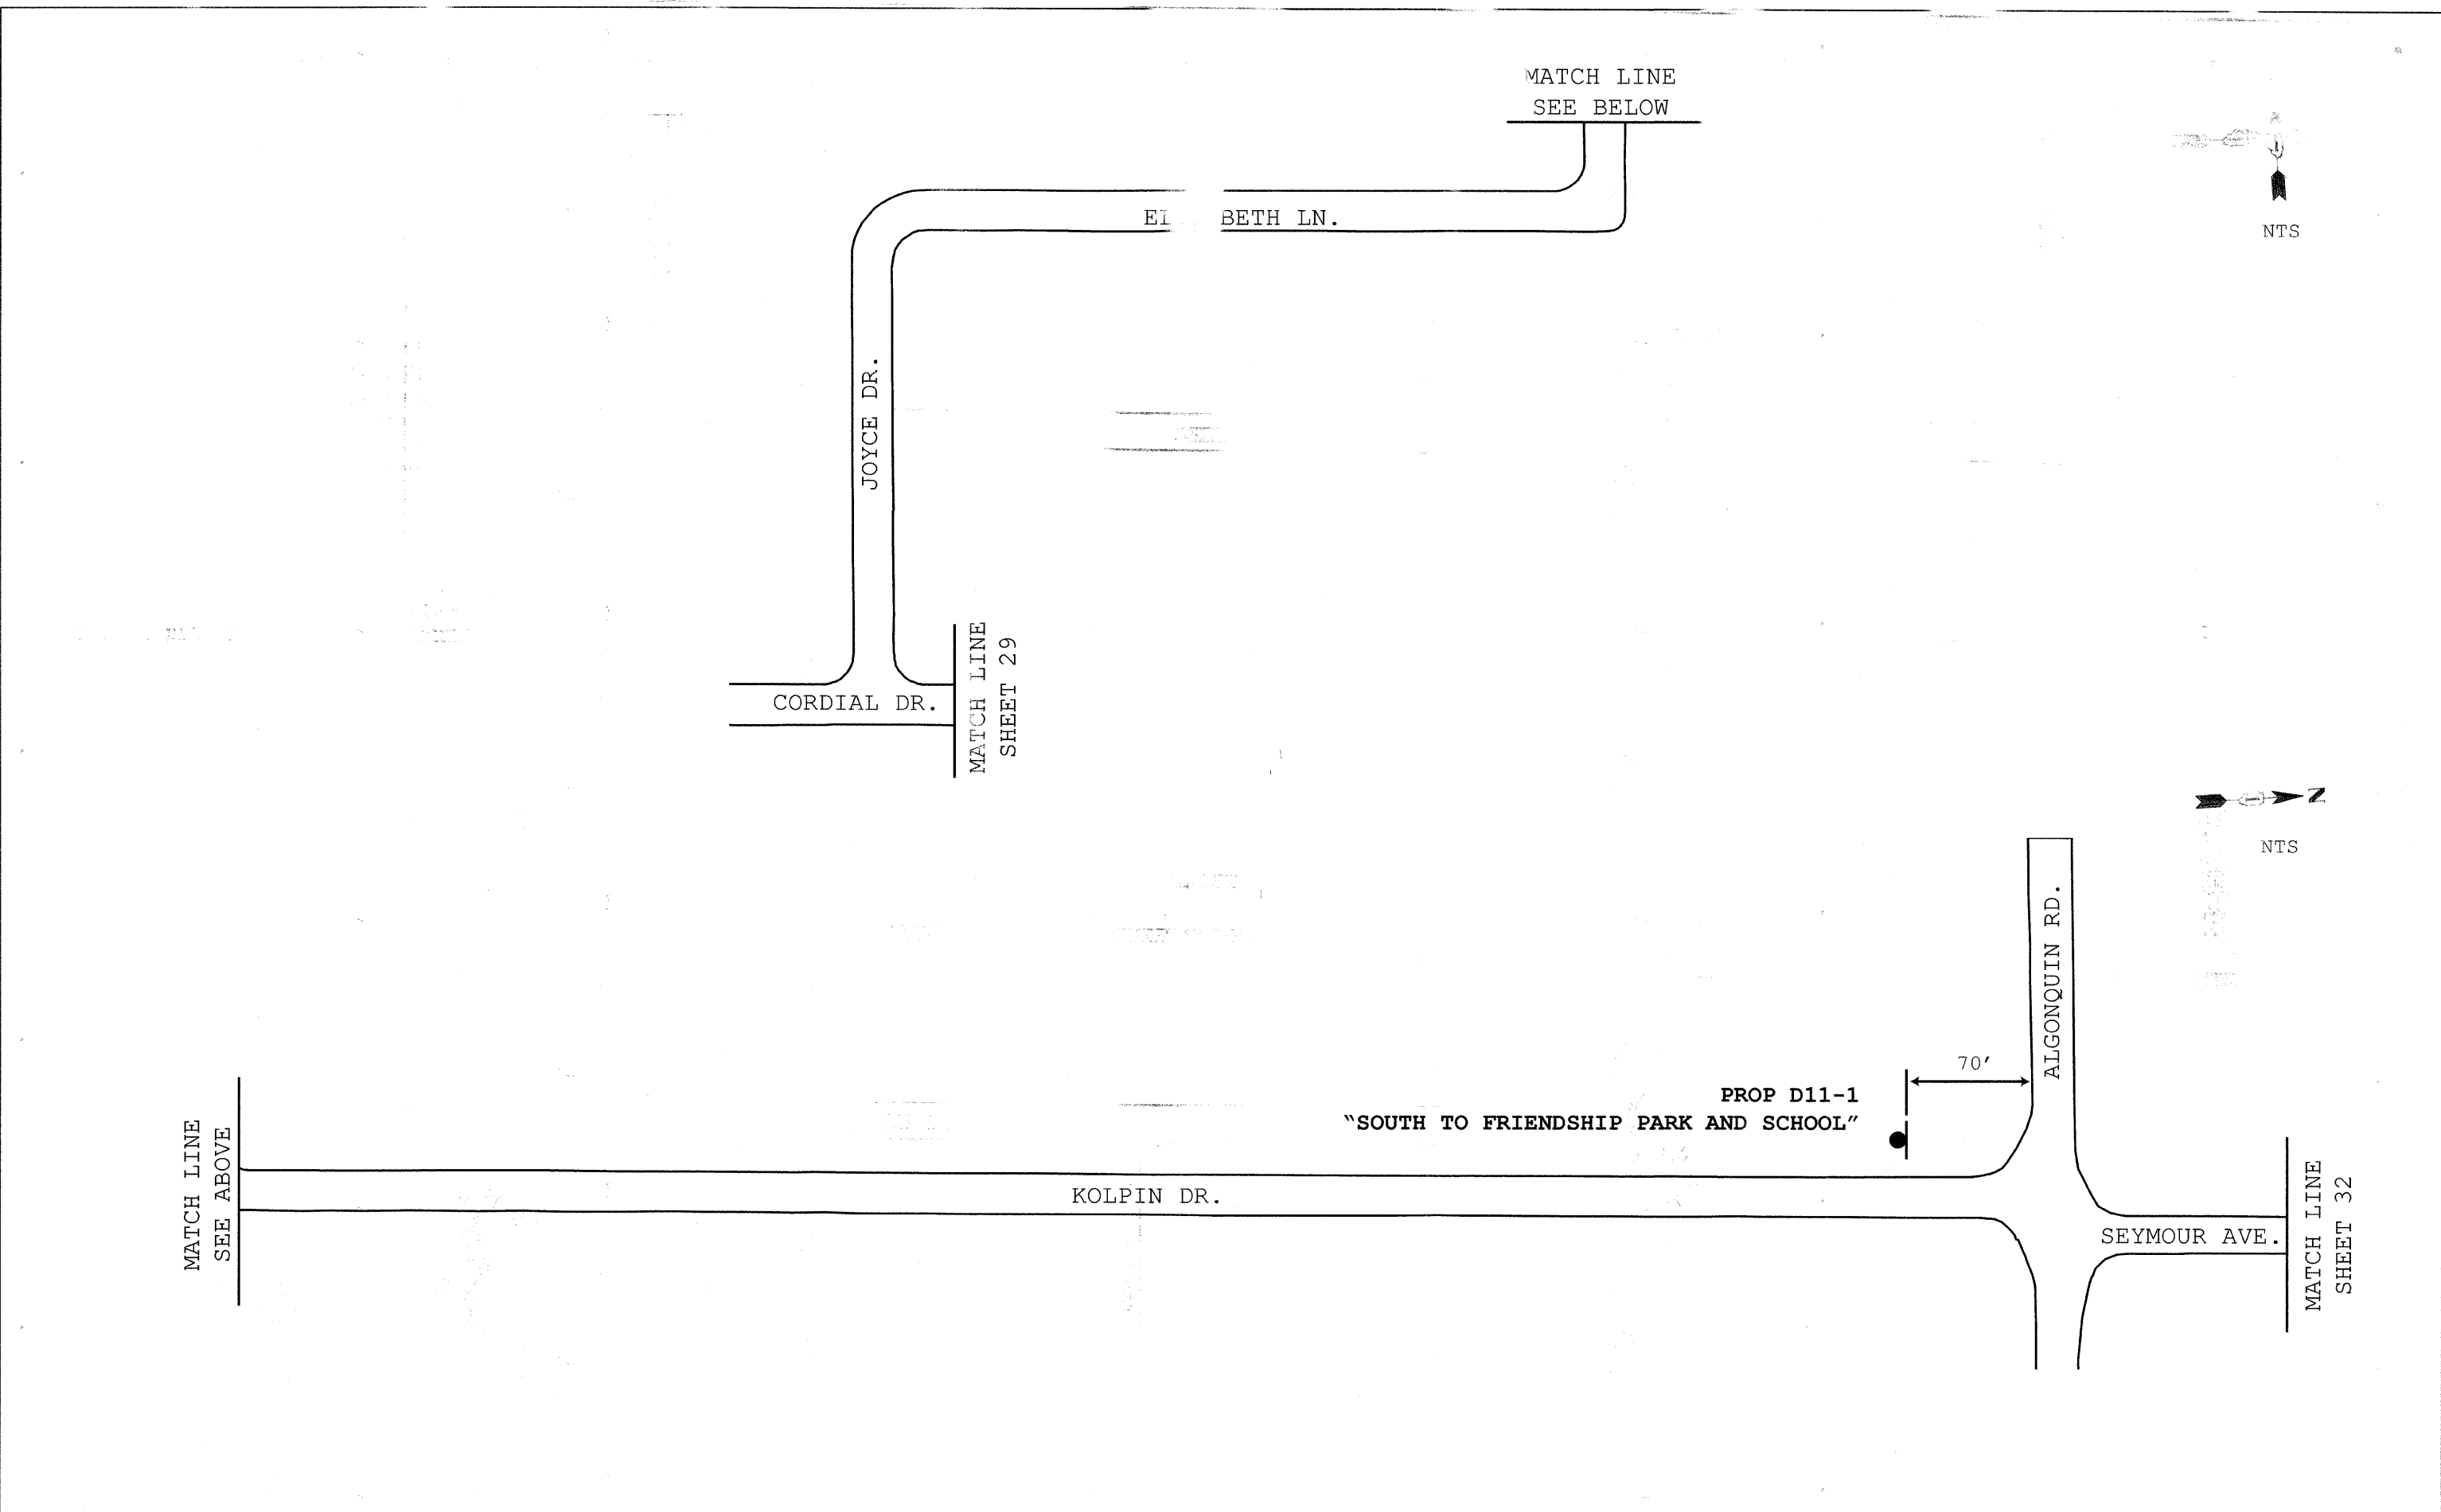 MATCH LINE
SEE BELOW
BETH LN.
NTS
JOYCE DR.
CORDIAL DR.
MATCH LINE
SHEET 29
N
NTS
ALGONQUIN RD.
70'
PROP D11-1
“SOUTH TO FRIENDSHIP PARK AND SCHOOL”
MATCH LINE
SEE ABOVE
KOLPIN DR.
SEYMOUR AVE.
MATCH LINE
SHEET 32